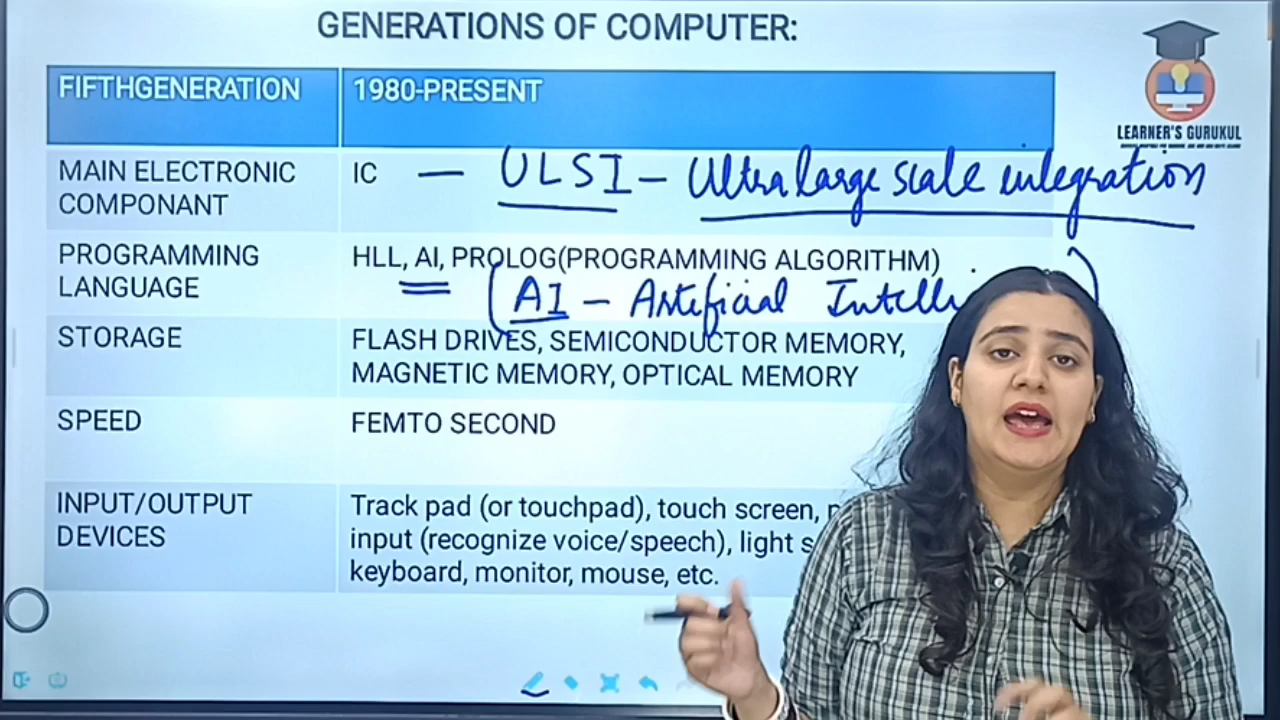 GENERATIONS OF COMPUTER:
LEARNER'S GURUKUL
FIFTHGENERATION 1980-PRESENT
MAIN ELECTRONIC
COMPONANT
IC — ULSI — Ultra large scale integration
PROGRAMMING
LANGUAGE
HLL, AI, PROLOG(PROGRAMMING ALGORITHM)
(AI — Artificial Intelli
STORAGE
FLASH DRIVES, SEMICONDUCTOR MEMORY,
MAGNETIC MEMORY, OPTICAL MEMORY
SPEED
FEMTO SECOND
INPUT/OUTPUT
DEVICES
Track pad (or touchpad), touch screen,
input (recognize voice/speech), light
keyboard, monitor, mouse, etc.